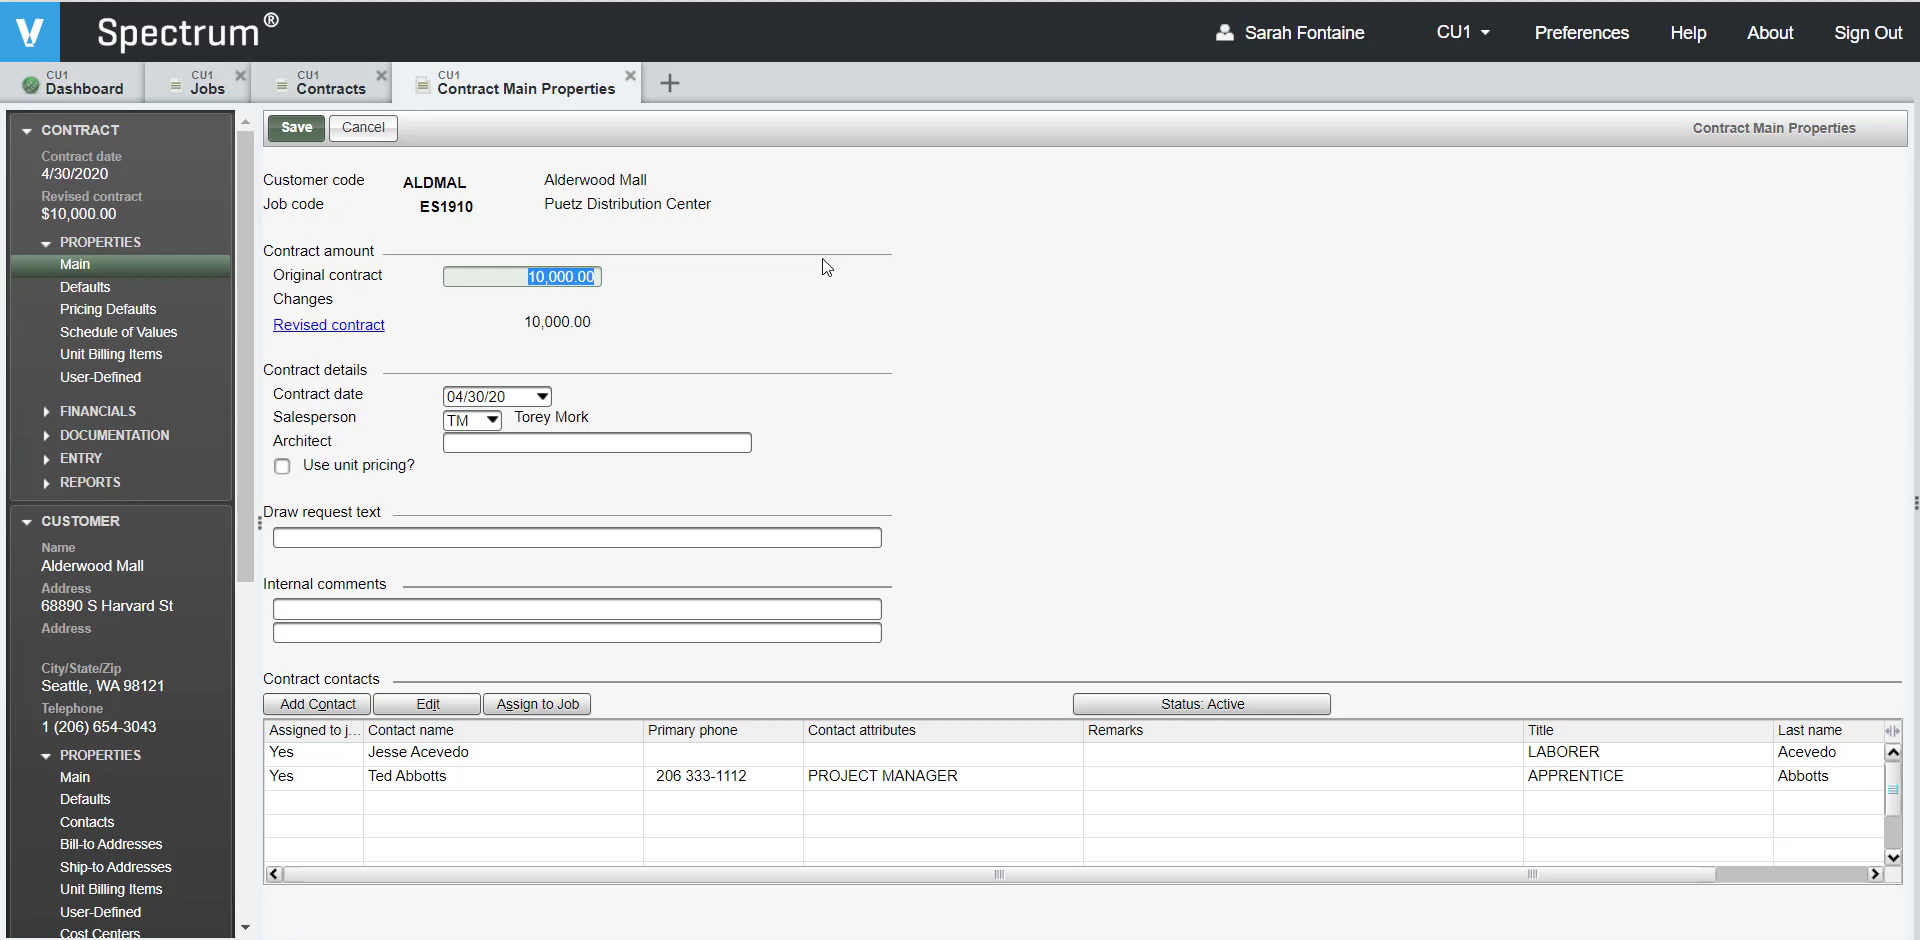 V Spectrum®
Sarah Fontaine CU1 Preferences Help About Sign Out
CU1 Dashboard
CU1 Jobs
CU1 Contracts
CU1 Contract Main Properties
CONTRACT
Contract date
4/30/2020
Revised contract
$10,000.00
PROPERTIES
Main
Defaults
Pricing Defaults
Schedule of Values
Unit Billing Items
User-Defined
FINANCIALS
DOCUMENTATION
ENTRY
REPORTS
CUSTOMER
Name
Alderwood Mall
Address
68890 S Harvard St
Address
City/State/Zip
Seattle, WA 98121
Telephone
1 (206) 654-3043
PROPERTIES
Main
Defaults
Contacts
Bill-to Addresses
Ship-to Addresses
Unit Billing Items
User-Defined
Cost Centers
Save Cancel Contract Main Properties
Customer code ALDMAL Alderwood Mall
Job code ES1910 Puetz Distribution Center
Contract amount
Original contract 10,000.00
Changes
Revised contract 10,000.00
Contract details
Contract date 04/30/20
Salesperson TM Torey Mork
Architect
Use unit pricing?
Draw request text
Internal comments
Contract contacts
Add Contact Edit Assign to Job Status: Active
Assigned to j... Contact name Primary phone Contact attributes Remarks Title Last name
Yes Jesse Acevedo LABORER Acevedo
Yes Ted Abbotts 206 333-1112 PROJECT MANAGER APPRENTICE Abbotts